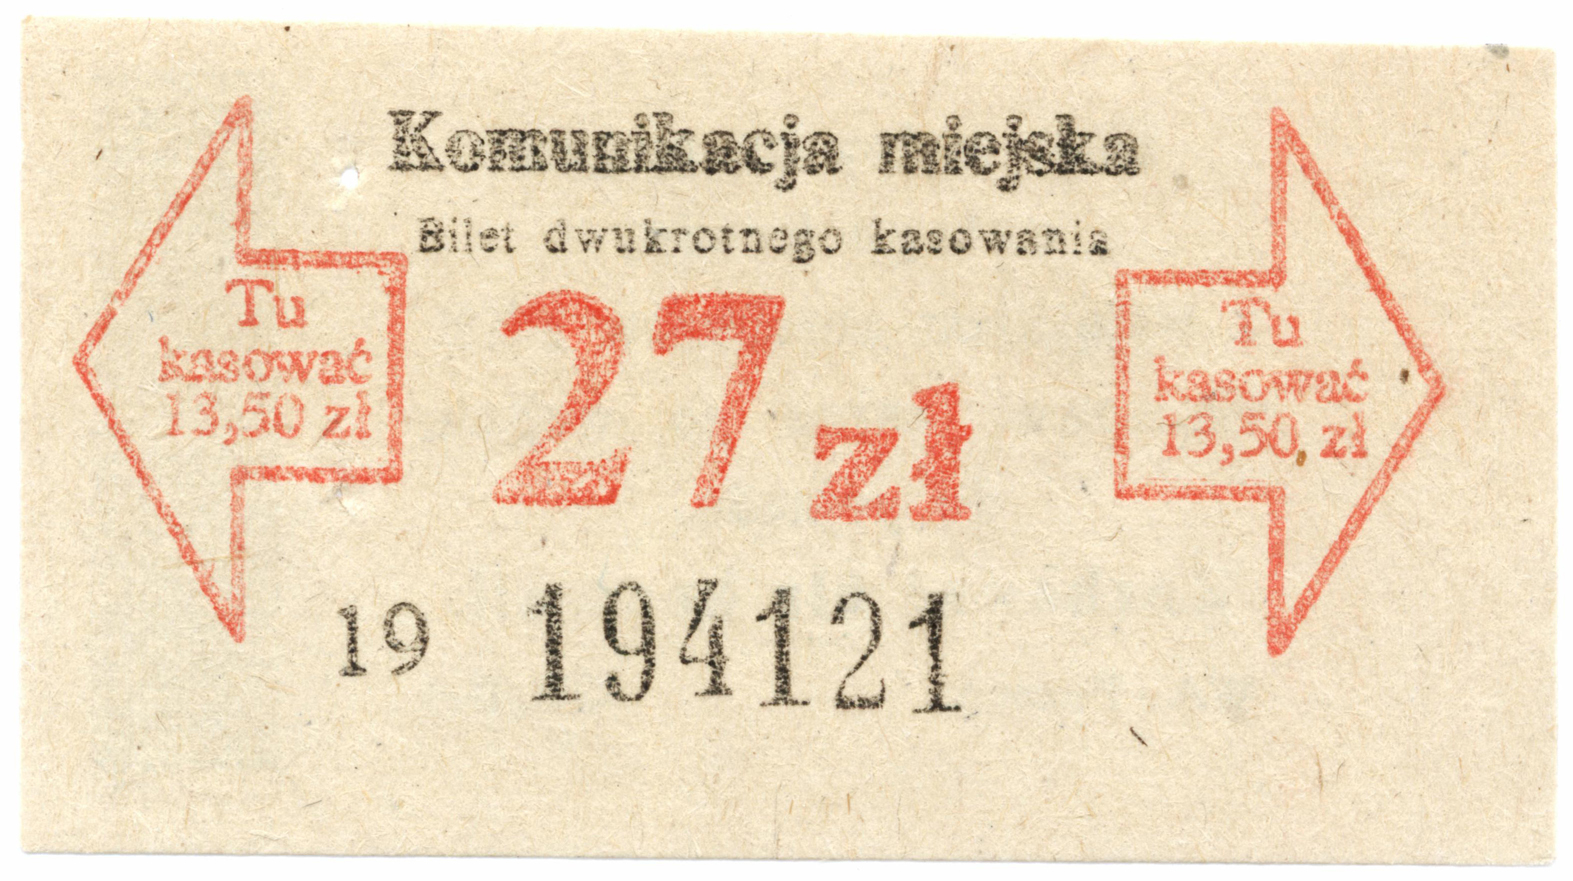 Komunikacja miejska
Bilet dwukrotnego kasowania
Tu
kasować
13,50 zł
27 zł
Tu
kasować
13,50 zł
19 194121